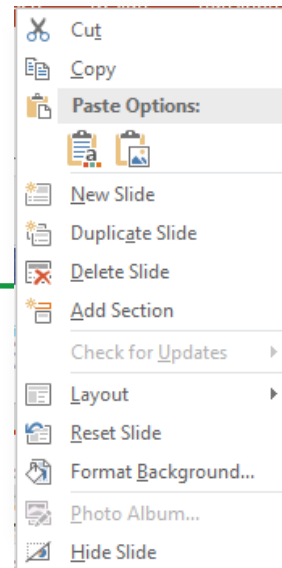 Cut
Copy
Paste Options:
New Slide
Duplicate Slide
Delete Slide
Add Section
Check for Updates
Layout
Reset Slide
Format Background...
Photo Album...
Hide Slide